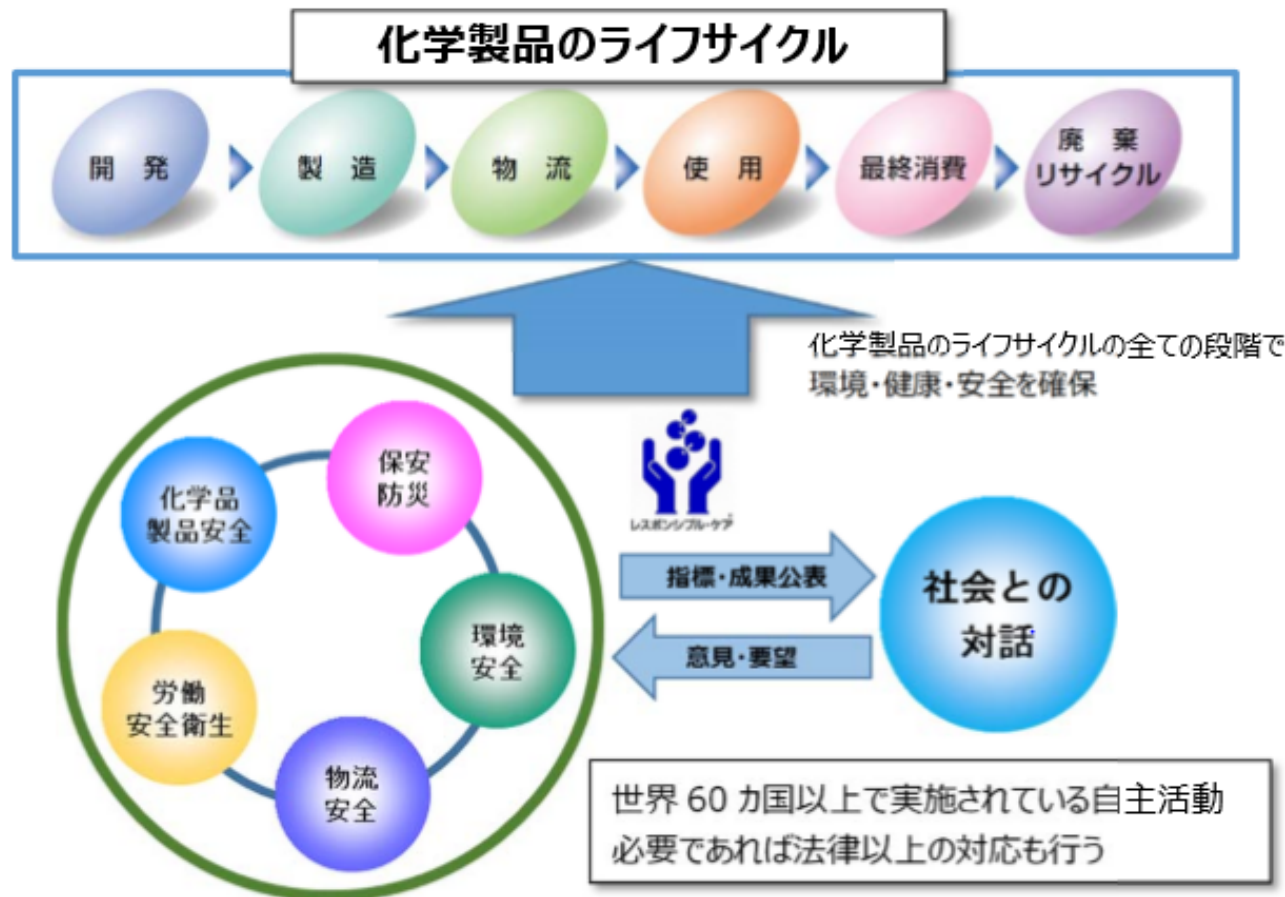 化学製品のライフサイクル
開発
製造
物流
使用
最終消費
廃棄
リサイクル
化学製品のライフサイクルの全ての段階で
環境・健康・安全を確保
保安
防災
化学品
製品安全
環境
安全
労働
安全衛生
物流
安全
レスポンシブル・ケア
指標・成果公表
意見・要望
社会との
対話
世界 60 カ国以上で実施されている自主活動
必要であれば法律以上の対応も行う